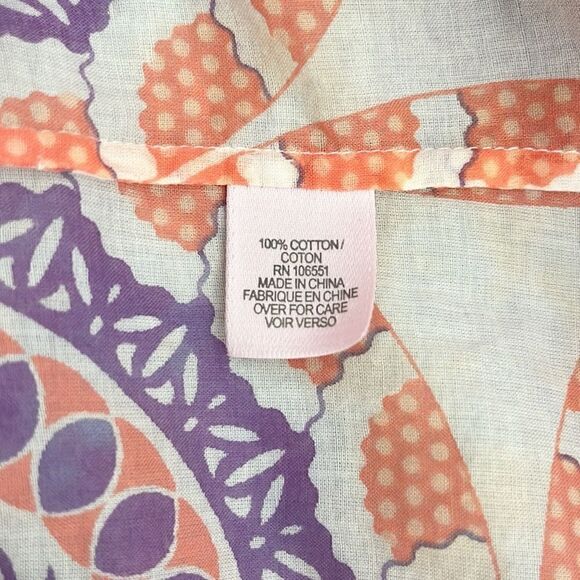 100% COTTON/
COTON
RN 106551
MADE IN CHINA
FABRIQUE EN CHINE
OVER FOR CARE
VOIR VERSO